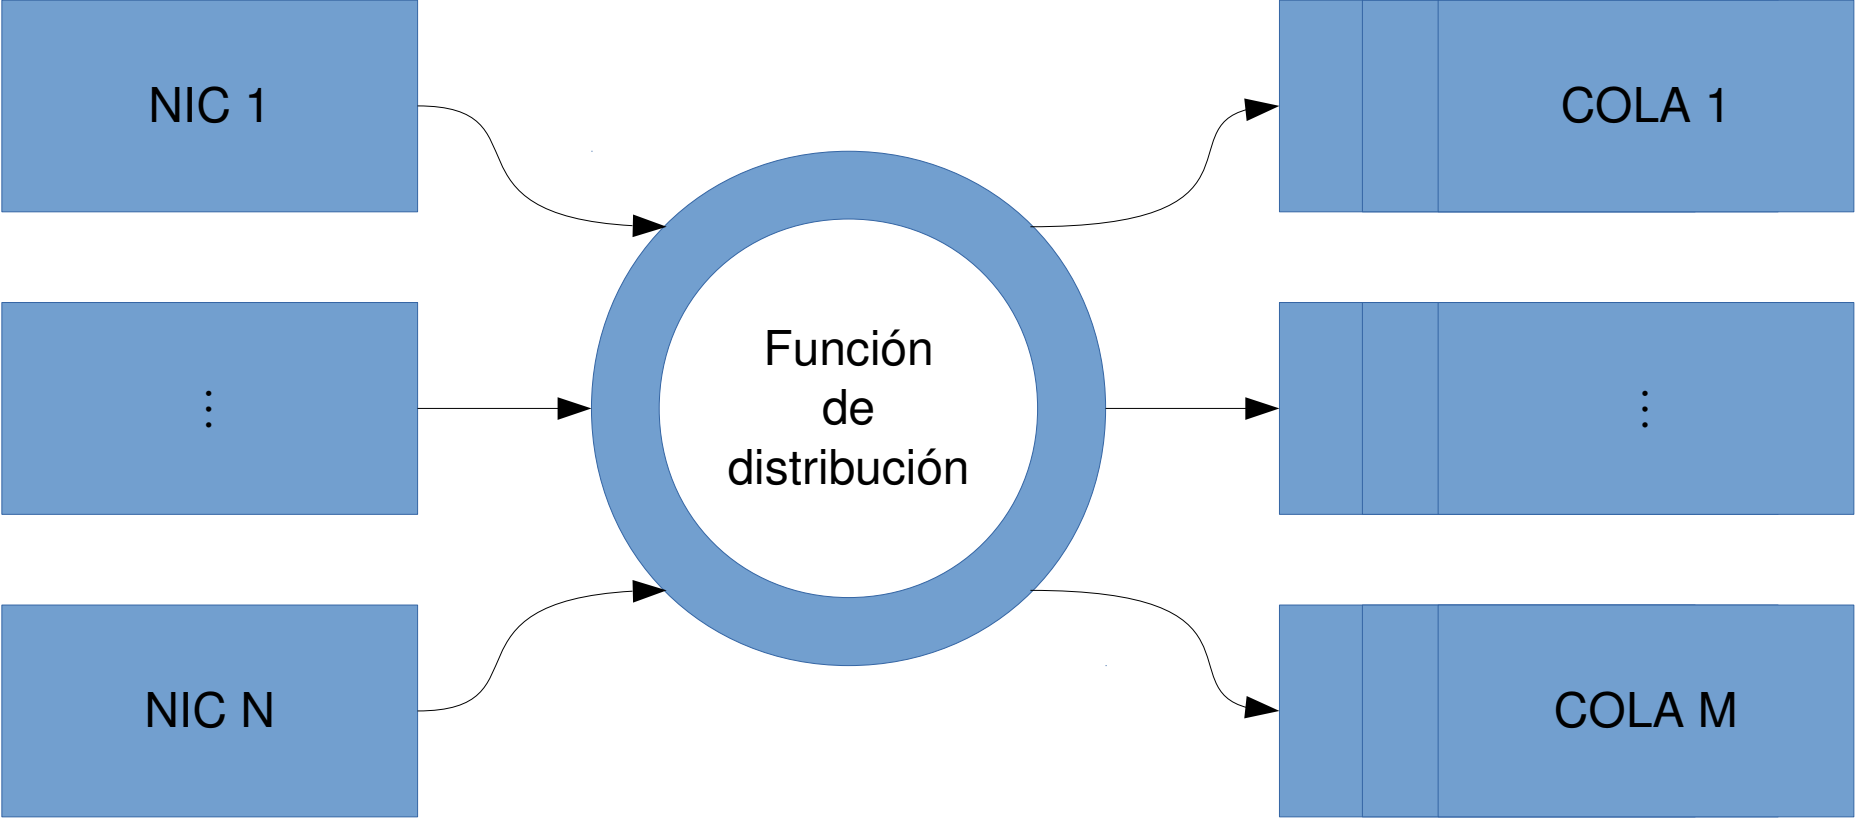 NIC 1
COLA 1
Función
de
distribución
⋮
⋮
NIC N
COLA M